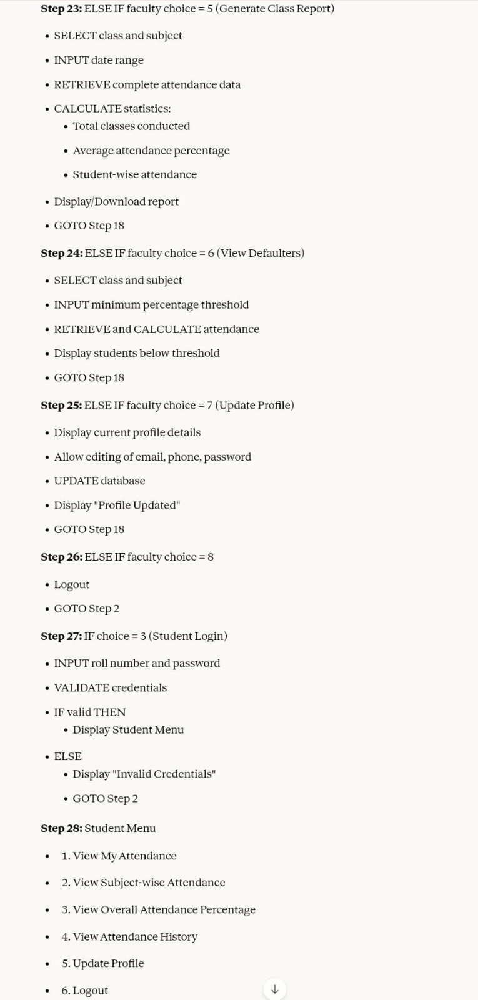 Step 23: ELSE IF faculty choice = 5 (Generate Class Report)
• SELECT class and subject
• INPUT date range
• RETRIEVE complete attendance data
• CALCULATE statistics:
• Total classes conducted
• Average attendance percentage
• Student-wise attendance
• Display/Download report
• GOTO Step 18
Step 24: ELSE IF faculty choice = 6 (View Defaulters)
• SELECT class and subject
• INPUT minimum percentage threshold
• RETRIEVE and CALCULATE attendance
• Display students below threshold
• GOTO Step 18
Step 25: ELSE IF faculty choice = 7 (Update Profile)
• Display current profile details
• Allow editing of email, phone, password
• UPDATE database
• Display "Profile Updated"
• GOTO Step 18
Step 26: ELSE IF faculty choice = 8
• Logout
• GOTO Step 2
Step 27: IF choice = 3 (Student Login)
• INPUT roll number and password
• VALIDATE credentials
• IF valid THEN
• Display Student Menu
• ELSE
• Display "Invalid Credentials"
• GOTO Step 2
Step 28: Student Menu
• 1. View My Attendance
• 2. View Subject-wise Attendance
• 3. View Overall Attendance Percentage
• 4. View Attendance History
• 5. Update Profile
• 6. Logout